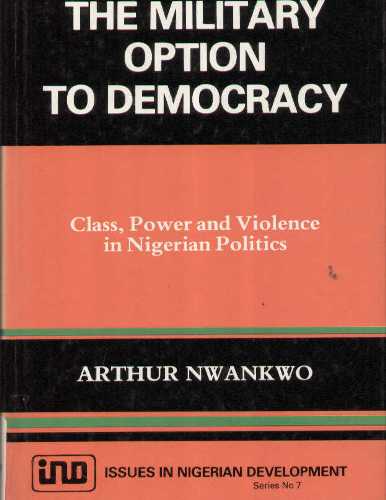 THE MILITARY
OPTION
TO DEMOCRACY
Class, Power and Violence
in Nigerian Politics
ARTHUR NWANKWO
ind ISSUES IN NIGERIAN DEVELOPMENT
Series No 7